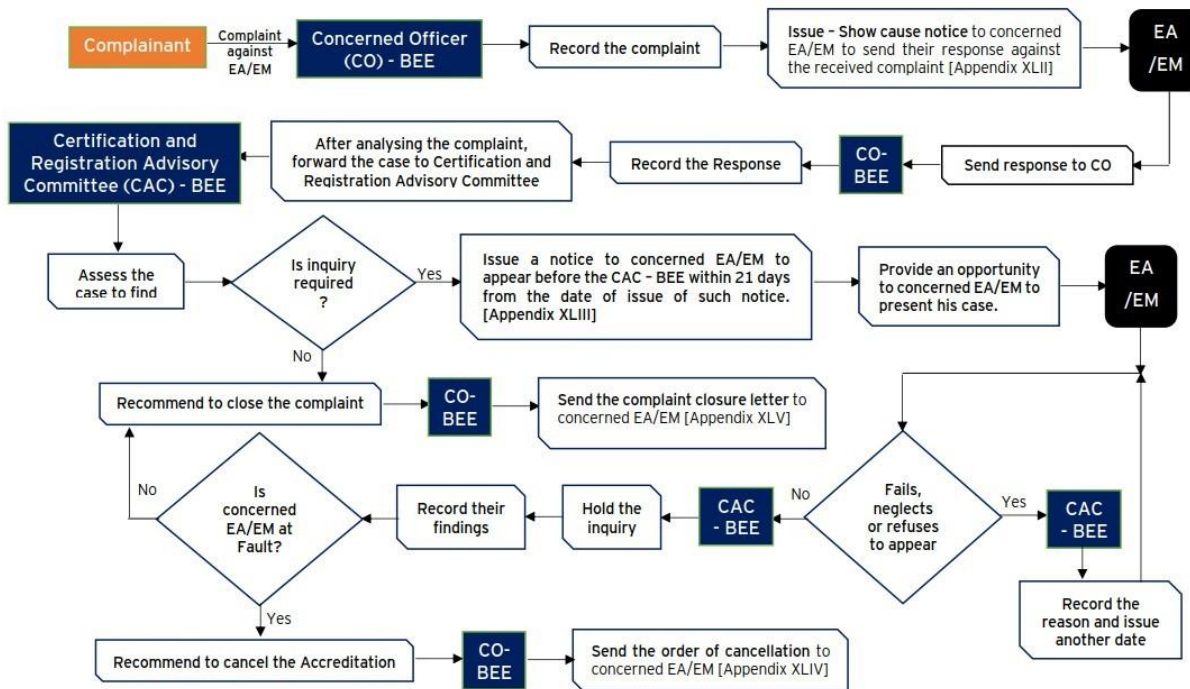 Complainant
Complaint
against
EA/EM
Concerned Officer
(CO) - BEE
Record the complaint
Issue – Show cause notice to concerned
EA/EM to send their response against
the received complaint [Appendix XLII]
EA
/EM
Certification and
Registration Advisory
Committee (CAC) - BEE
After analysing the complaint,
forward the case to Certification and
Registration Advisory Committee
Record the Response
CO-
BEE
Send response to CO
Assess the
case to find
Is inquiry
required
?
Yes
Issue a notice to concerned EA/EM to
appear before the CAC – BEE within 21 days
from the date of issue of such notice.
[Appendix XLIII]
Provide an opportunity
to concerned EA/EM to
present his case.
EA
/EM
No
Recommend to close the complaint
CO-
BEE
Send the complaint closure letter to
concerned EA/EM [Appendix XLV]
No
Is
concerned
EA/EM at
Fault?
Record their
findings
Hold the
inquiry
CAC
- BEE
No
Fails,
neglects
or refuses
to appear
Yes
CAC
- BEE
Record the
reason and issue
another date
Yes
Recommend to cancel the Accreditation
CO-
BEE
Send the order of cancellation to
concerned EA/EM [Appendix XLIV]